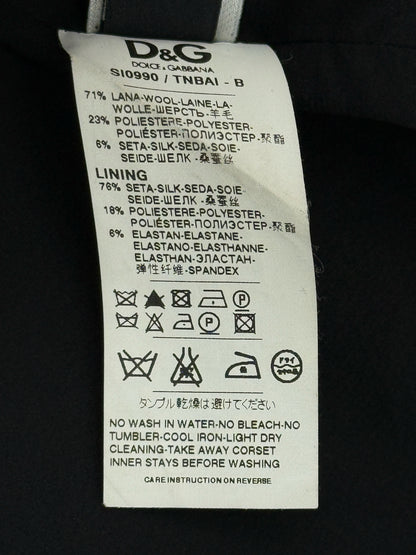 D&G
DOLCE & GABBANA
SI0990 / TNBAI - B
71% LANA-WOOL-LAINE-LA-
WOLLE-ШЕРСТЬ-羊毛
23% POLIESTERE-POLYESTER-
POLIÉSTER-ПОЛИЭСТЕР-聚酯
6% SETA-SILK-SEDA-SOIE-
SEIDE-ШЕЛК-桑蚕丝
LINING
76% SETA-SILK-SEDA-SOIE-
SEIDE-ШЕЛК-桑蚕丝
18% POLIESTERE-POLYESTER-
POLIÉSTER-ПОЛИЭСТЕР-聚酯
6% ELASTAN-ELASTANE-
ELASTANO-ELASTHANNE-
ELASTHAN-ЭЛАСТАН-
弹性纤维-SPANDEX
P
P
ドライ
タンブル乾燥は避けてください
NO WASH IN WATER-NO BLEACH-NO
TUMBLER-COOL IRON-LIGHT DRY
CLEANING-TAKE AWAY CORSET
INNER STAYS BEFORE WASHING
CARE INSTRUCTION ON REVERSE